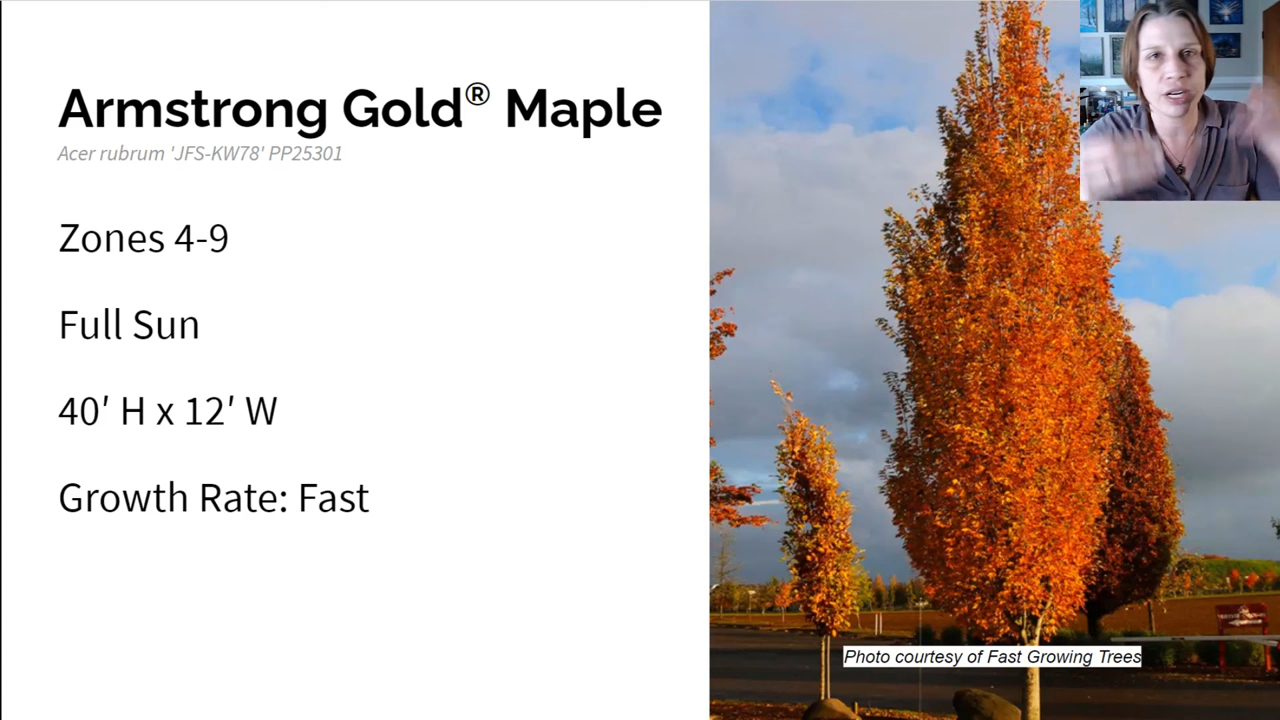 Armstrong Gold® Maple
Acer rubrum 'JFS-KW78' PP25301
Zones 4-9
Full Sun
40′ H x 12′ W
Growth Rate: Fast
Photo courtesy of Fast Growing Trees